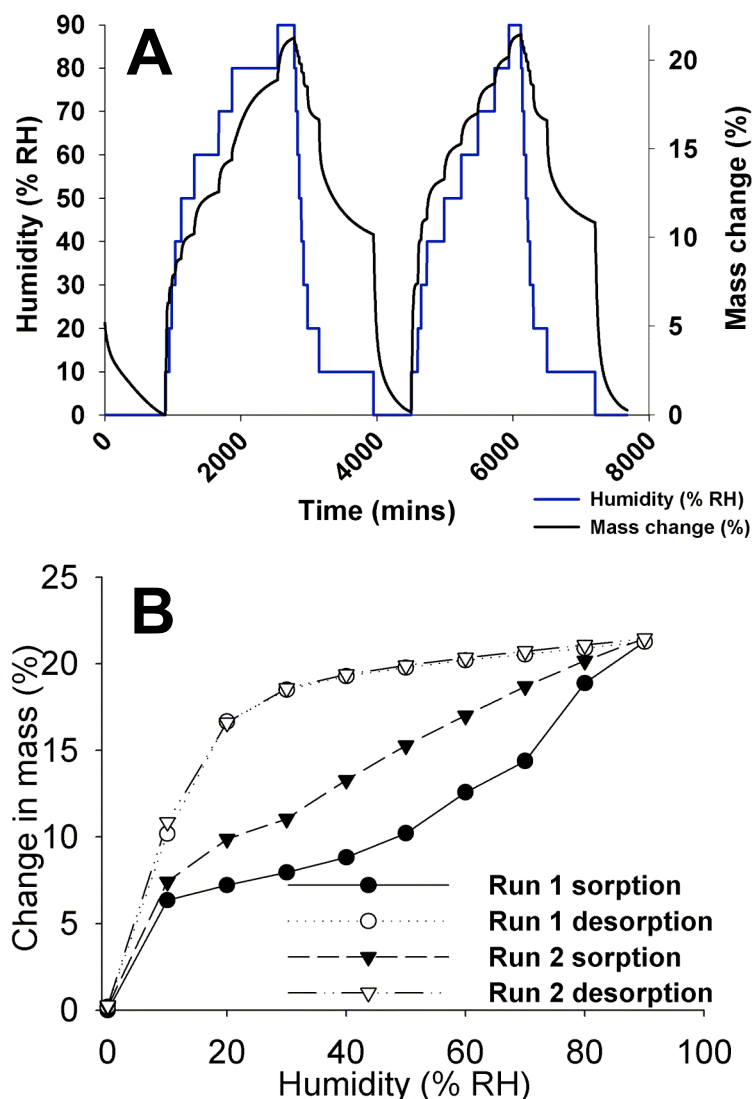 A
90
80
70
60
50
40
30
20
10
0
Humidity (% RH)
20
15
10
5
0
Mass change (%)
0
2000
4000
6000
8000
Time (mins)
Humidity (% RH)
Mass change (%)
B
25
20
15
10
5
0
Change in mass (%)
Run 1 sorption
Run 1 desorption
Run 2 sorption
Run 2 desorption
0 20 40 60 80 100
Humidity (% RH)